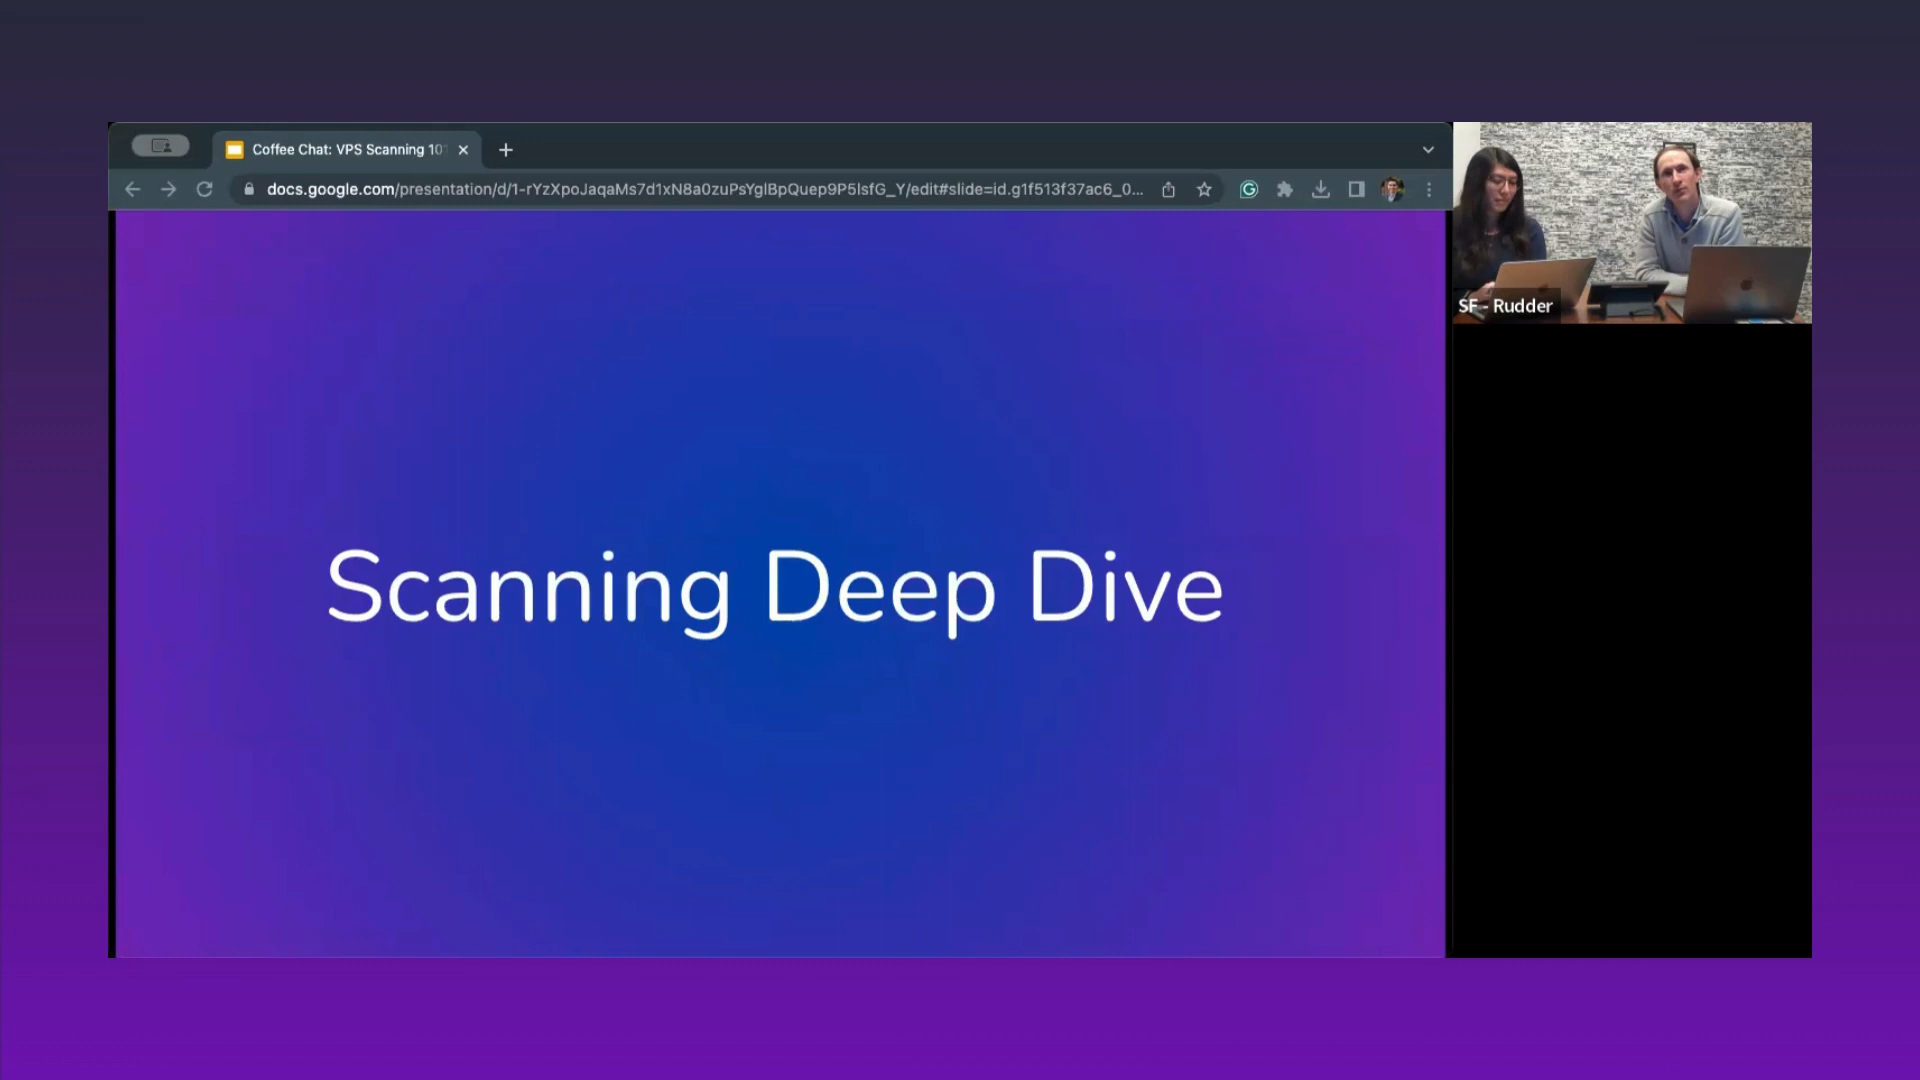 Coffee Chat: VPS Scanning 10
docs.google.com/presentation/d/1-rYzXpoJaqaMs7d1xN8a0zuPsYglBpQuep9P5lsfG_Y/edit#slide=id.g1f513f37ac6_0...
SF - Rudder
Scanning Deep Dive